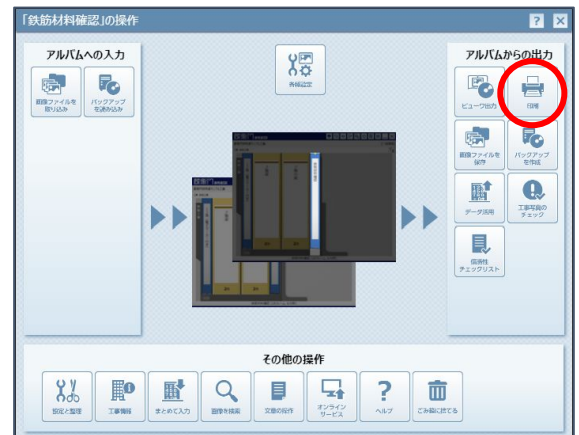 「鉄筋材料確認」の操作
アルバムへの入力
画像ファイルを
取り込み
バックアップ
を読み込み
各種設定
アルバムからの出力
ビューワ出力
印刷
画像ファイルを
保存
バックアップ
を作成
データ活用
工事写真の
チェック
信憑性
チェックリスト
その他の操作
設定と整理
工事情報
まとめて入力
画像を検索
文章の操作
オンライン
サービス
ヘルプ
ごみ箱に捨てる